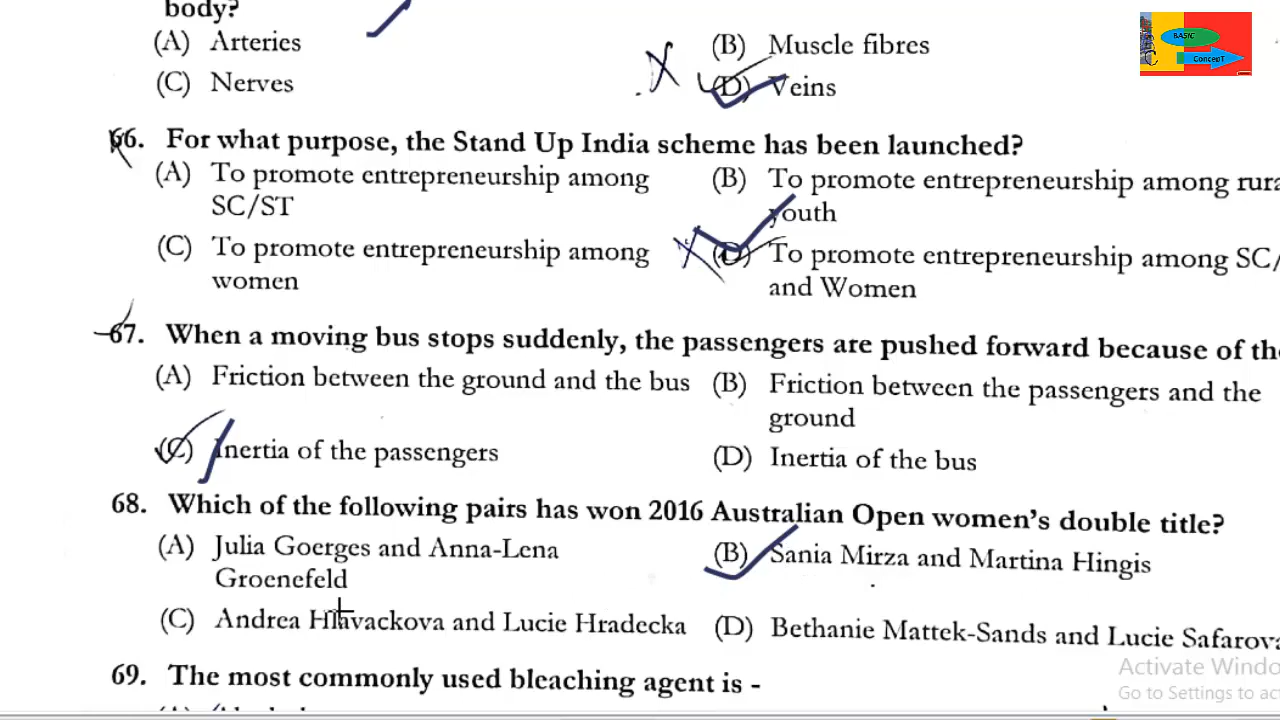 body?
(A) Arteries (B) Muscle fibres
(C) Nerves (D) Veins
66. For what purpose, the Stand Up India scheme has been launched?
(A) To promote entrepreneurship among (B) To promote entrepreneurship among rura
SC/ST youth
(C) To promote entrepreneurship among (D) To promote entrepreneurship among SC/
women and Women
67. When a moving bus stops suddenly, the passengers are pushed forward because of the
(A) Friction between the ground and the bus (B) Friction between the passengers and the
ground
(C) Inertia of the passengers (D) Inertia of the bus
68. Which of the following pairs has won 2016 Australian Open women's double title?
(A) Julia Goerges and Anna-Lena (B) Sania Mirza and Martina Hingis
Groenefeld
(C) Andrea Hlavackova and Lucie Hradecka (D) Bethanie Mattek-Sands and Lucie Safarova
69. The most commonly used bleaching agent is -
BASIC
ConcepT
Activate Windo
Go to Settings to act